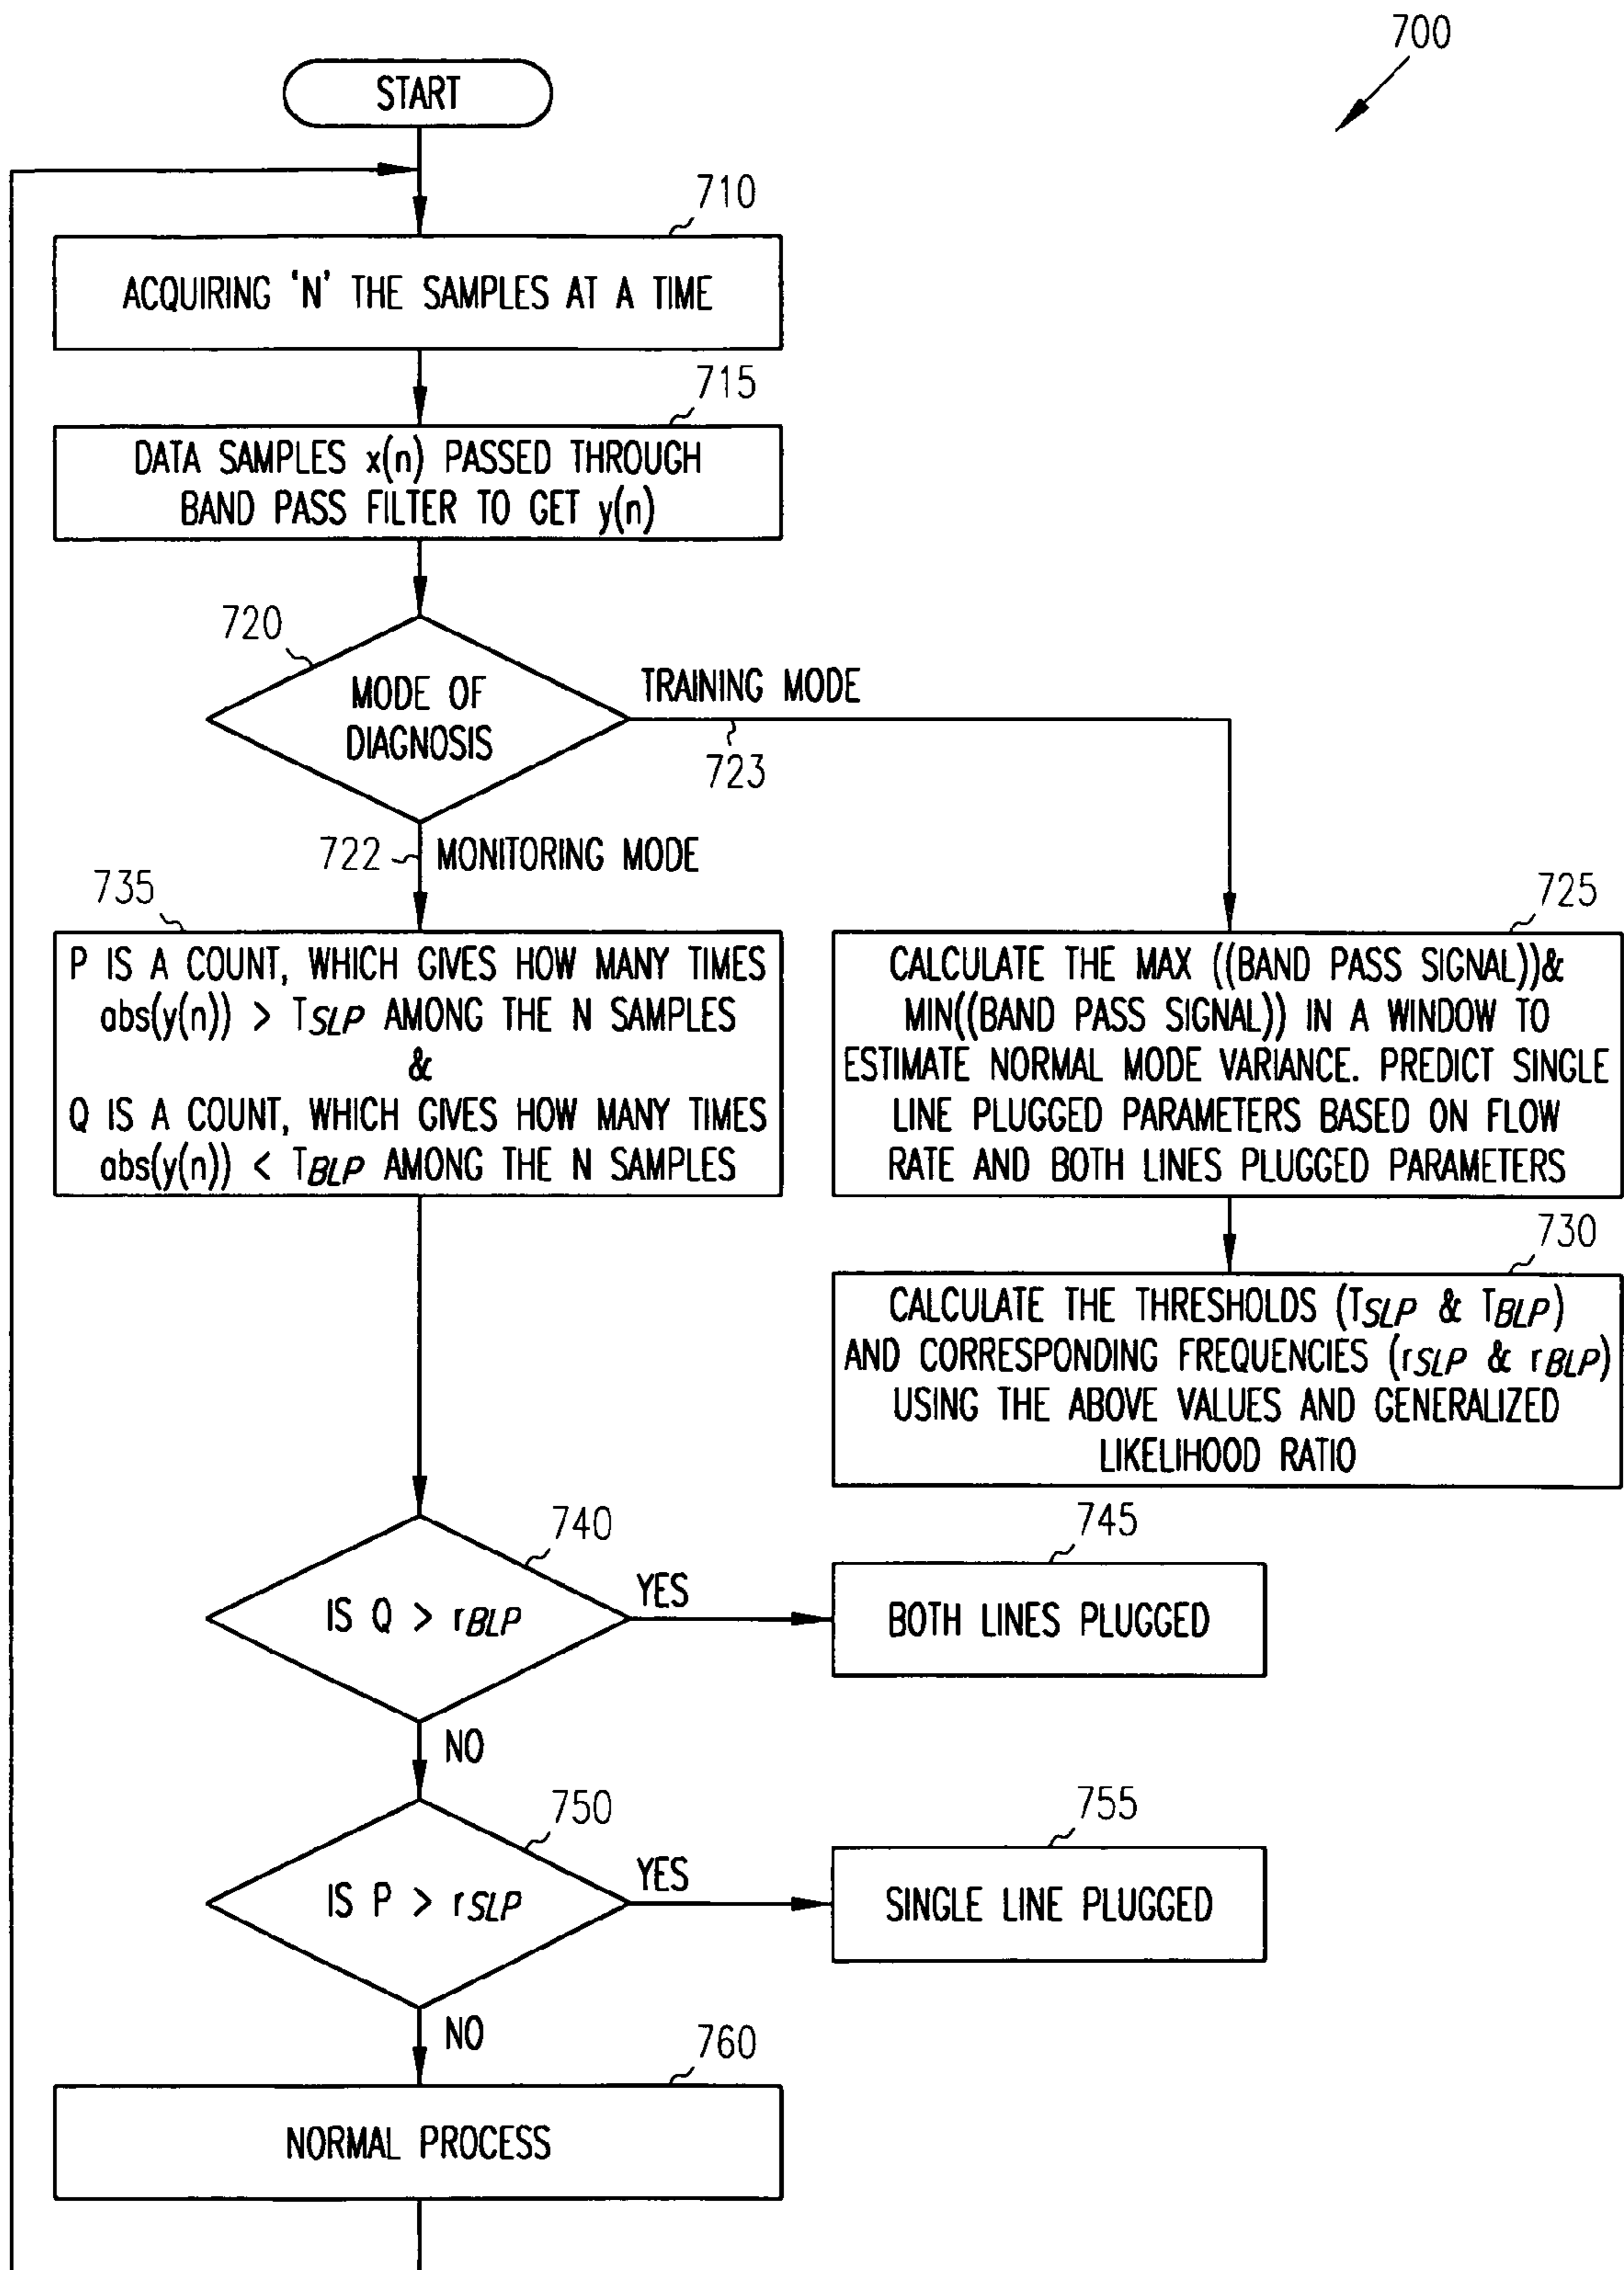 700
START
710
ACQUIRING 'N' THE SAMPLES AT A TIME
715
DATA SAMPLES x(n) PASSED THROUGH
BAND PASS FILTER TO GET y(n)
720
MODE OF
DIAGNOSIS
TRAINING MODE
723
722
MONITORING MODE
735
P IS A COUNT, WHICH GIVES HOW MANY TIMES
abs(y(n)) > TSLP AMONG THE N SAMPLES
&
Q IS A COUNT, WHICH GIVES HOW MANY TIMES
abs(y(n)) < TBLP AMONG THE N SAMPLES
725
CALCULATE THE MAX ((BAND PASS SIGNAL))&
MIN((BAND PASS SIGNAL)) IN A WINDOW TO
ESTIMATE NORMAL MODE VARIANCE. PREDICT SINGLE
LINE PLUGGED PARAMETERS BASED ON FLOW
RATE AND BOTH LINES PLUGGED PARAMETERS
730
CALCULATE THE THRESHOLDS (TSLP & TBLP)
AND CORRESPONDING FREQUENCIES (rSLP & rBLP)
USING THE ABOVE VALUES AND GENERALIZED
LIKELIHOOD RATIO
740
IS Q > rBLP
YES
745
BOTH LINES PLUGGED
NO
750
IS P > rSLP
YES
755
SINGLE LINE PLUGGED
NO
760
NORMAL PROCESS